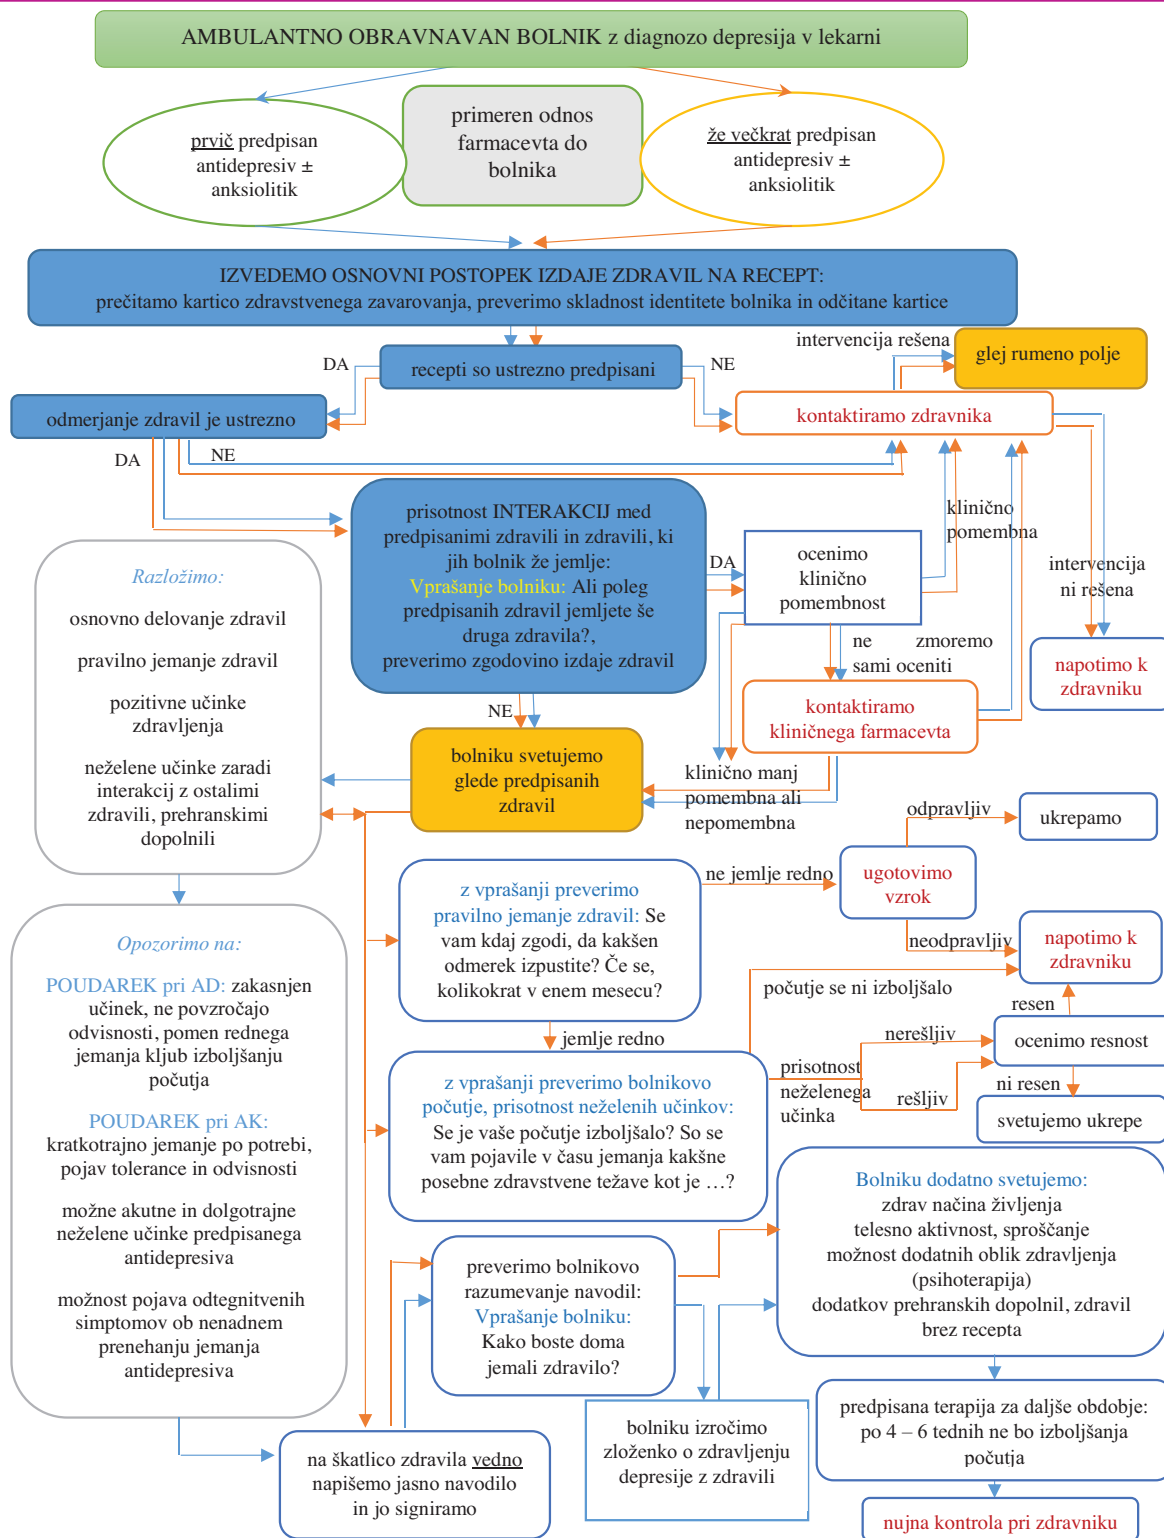 AMBULANTNO OBRAVNAVAN BOLNIK z diagnozo depresija v lekarni
prvič predpisan
antidepresiv ±
anksiolitik
primeren odnos
farmacevta do
bolnika
že večkrat predpisan
antidepresiv ±
anksiolitik
IZVEDEMO OSNOVNI POSTOPEK IZDAJE ZDRAVIL NA RECEPT:
prečitamo kartico zdravstvenega zavarovanja, preverimo skladnost identitete bolnika in odčitane kartice
intervencija rešena
glej rumeno polje
DA
recepti so ustrezno predpisani
NE
odmerjanje zdravil je ustrezno
kontaktiramo zdravnika
DA
NE
prisotnost INTERAKCIJ med
predpisanimi zdravili in zdravili, ki
jih bolnik že jemlje:
Vprašanje bolniku: Ali poleg
predpisanih zdravil jemljete še
druga zdravila?,
preverimo zgodovino izdaje zdravil
DA
ocenimo
klinično
pomembnost
klinično
pomembna
intervencija
ni rešena
ne zmoremo
sami oceniti
napotimo k
zdravniku
NE
kontaktiramo
kliničnega farmacevta
Razložimo:
osnovno delovanje zdravil
pravilno jemanje zdravil
pozitivne učinke
zdravljenja
neželene učinke zaradi
interakcij z ostalimi
zdravili, prehranskimi
dopolnili
bolniku svetujemo
glede predpisanih
zdravil
klinično manj
pomembna ali
nepomembna
odpravljiv
ukrepamo
z vprašanji preverimo
pravilno jemanje zdravil: Se
vam kdaj zgodi, da kakšen
odmerek izpustite? Če se,
kolikokrat v enem mesecu?
ne jemlje redno
ugotovimo
vzrok
neodpravljiv
napotimo k
zdravniku
Opozorimo na:
POUDAREK pri AD: zakasnjen
učinek, ne povzročajo
odvisnosti, pomen rednega
jemanja kljub izboljšanju
počutja
POUDAREK pri AK:
kratkotrajno jemanje po potrebi,
pojav tolerance in odvisnosti
možne akutne in dolgotrajne
neželene učinke predpisanega
antidepresiva
možnost pojava odtegnitvenih
simptomov ob nenadnem
prenehanju jemanja
antidepresiva
jemlje redno
počutje se ni izboljšalo
resen
nerešljiv
ocenimo resnost
prisotnost
neželenega
učinka
rešljiv
ni resen
svetujemo ukrepe
z vprašanji preverimo bolnikovo
počutje, prisotnost neželenih učinkov:
Se je vaše počutje izboljšalo? So se
vam pojavile v času jemanja kakšne
posebne zdravstvene težave kot je …?
Bolniku dodatno svetujemo:
zdrav načina življenja
telesno aktivnost, sproščanje
možnost dodatnih oblik zdravljenja
(psihoterapija)
dodatkov prehranskih dopolnil, zdravil
brez recepta
preverimo bolnikovo
razumevanje navodil:
Vprašanje bolniku:
Kako boste doma
jemali zdravilo?
na škatlico zdravila vedno
napišemo jasno navodilo
in jo signiramo
bolniku izročimo
zloženko o zdravljenju
depresije z zdravili
predpisana terapija za daljše obdobje:
po 4 – 6 tednih ne bo izboljšanja
počutja
nujna kontrola pri zdravniku